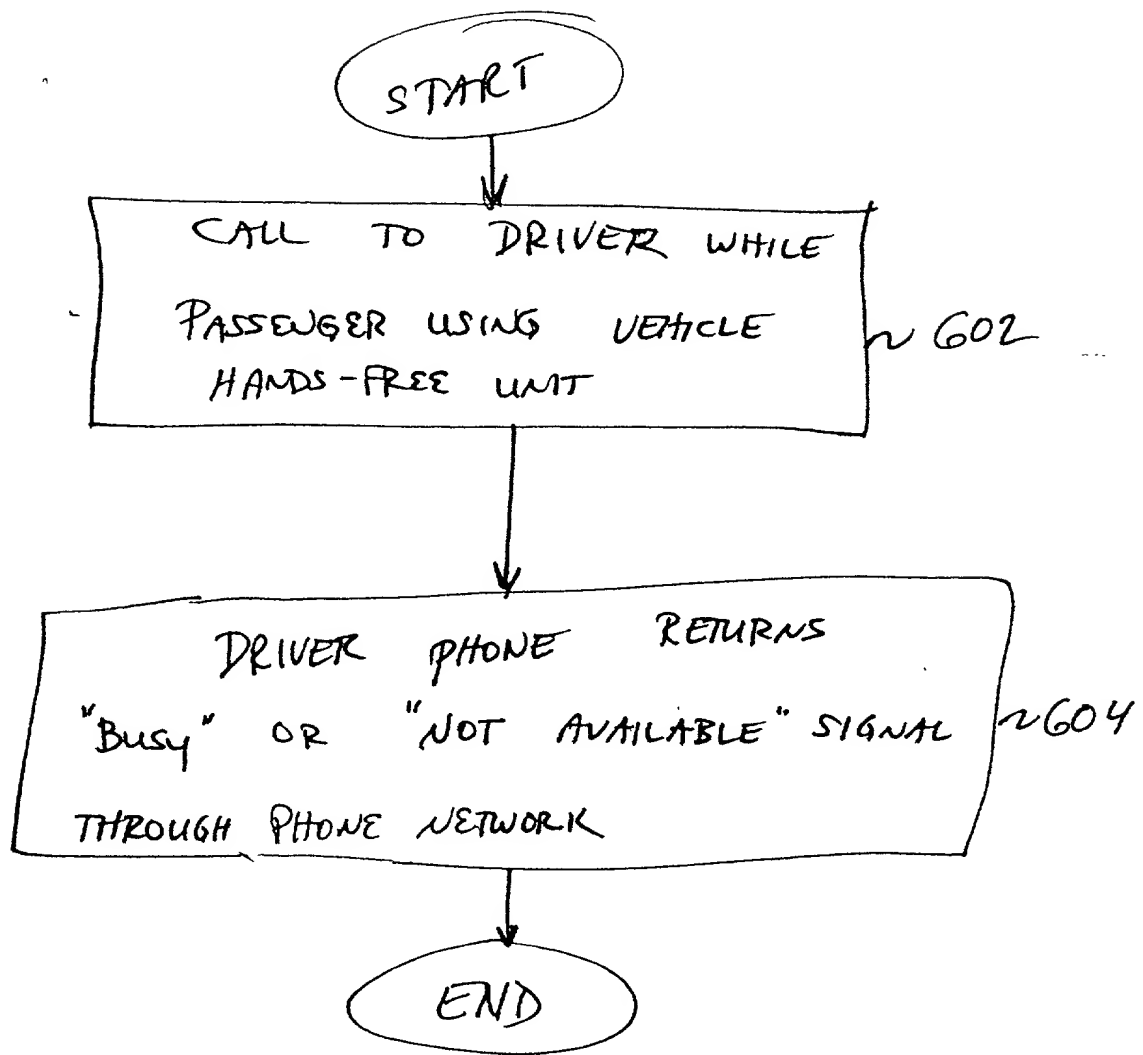 START
CALL TO DRIVER WHILE
PASSENGER USING VEHICLE
HANDS-FREE UNIT
~ 602
DRIVER PHONE RETURNS
"Busy" OR "NOT AVAILABLE" SIGNAL
THROUGH PHONE NETWORK
~604
END